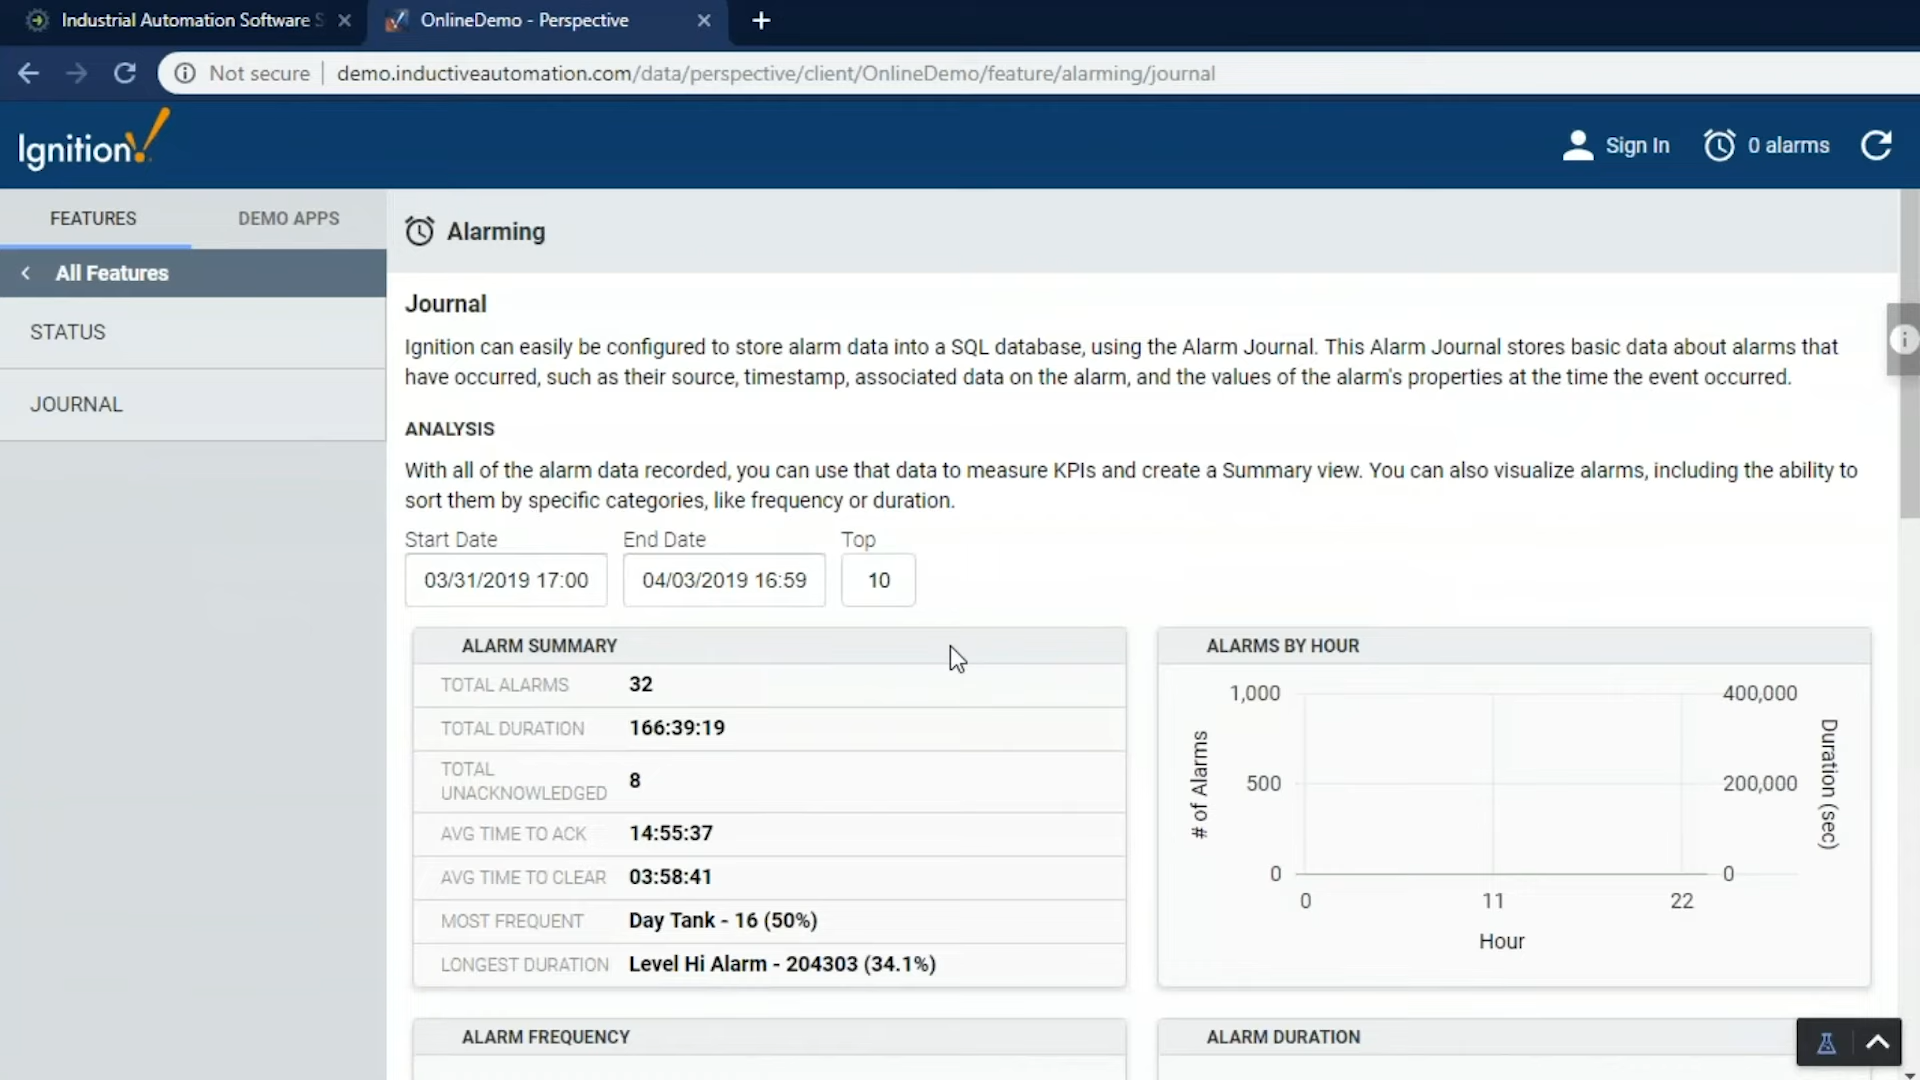 Industrial Automation Software S
OnlineDemo - Perspective
Not secure | demo.inductiveautomation.com/data/perspective/client/OnlineDemo/feature/alarming/journal
Ignition!
Sign In
0 alarms
FEATURES
DEMO APPS
All Features
STATUS
JOURNAL
Alarming
Journal
Ignition can easily be configured to store alarm data into a SQL database, using the Alarm Journal. This Alarm Journal stores basic data about alarms that
have occurred, such as their source, timestamp, associated data on the alarm, and the values of the alarm's properties at the time the event occurred.
ANALYSIS
With all of the alarm data recorded, you can use that data to measure KPIs and create a Summary view. You can also visualize alarms, including the ability to
sort them by specific categories, like frequency or duration.
Start Date
End Date
Top
03/31/2019 17:00
04/03/2019 16:59
10
ALARM SUMMARY
TOTAL ALARMS 32
TOTAL DURATION 166:39:19
TOTAL
UNACKNOWLEDGED 8
AVG TIME TO ACK 14:55:37
AVG TIME TO CLEAR 03:58:41
MOST FREQUENT Day Tank - 16 (50%)
LONGEST DURATION Level Hi Alarm - 204303 (34.1%)
ALARMS BY HOUR
# of Alarms
1,000
500
0
400,000
200,000
0
Duration (sec)
0
11
22
Hour
ALARM FREQUENCY
ALARM DURATION